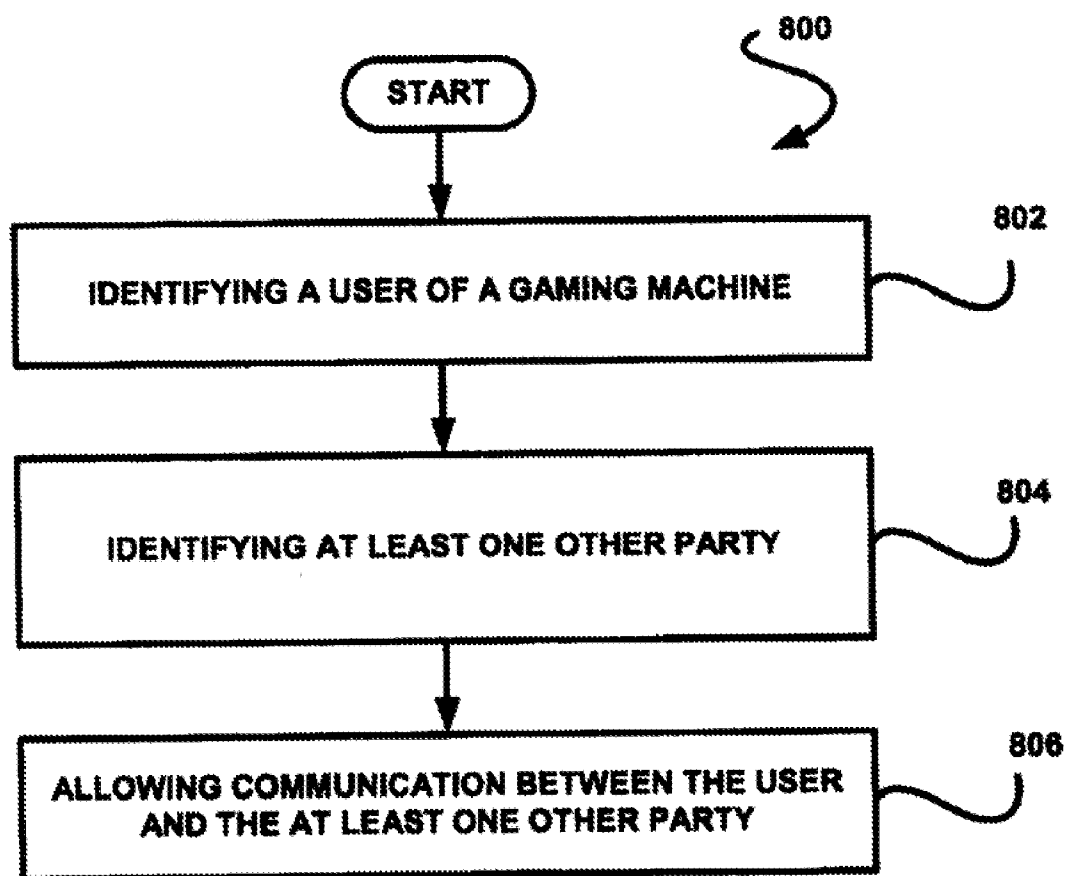 800
START
802
IDENTIFYING A USER OF A GAMING MACHINE
804
IDENTIFYING AT LEAST ONE OTHER PARTY
806
ALLOWING COMMUNICATION BETWEEN THE USER
AND THE AT LEAST ONE OTHER PARTY